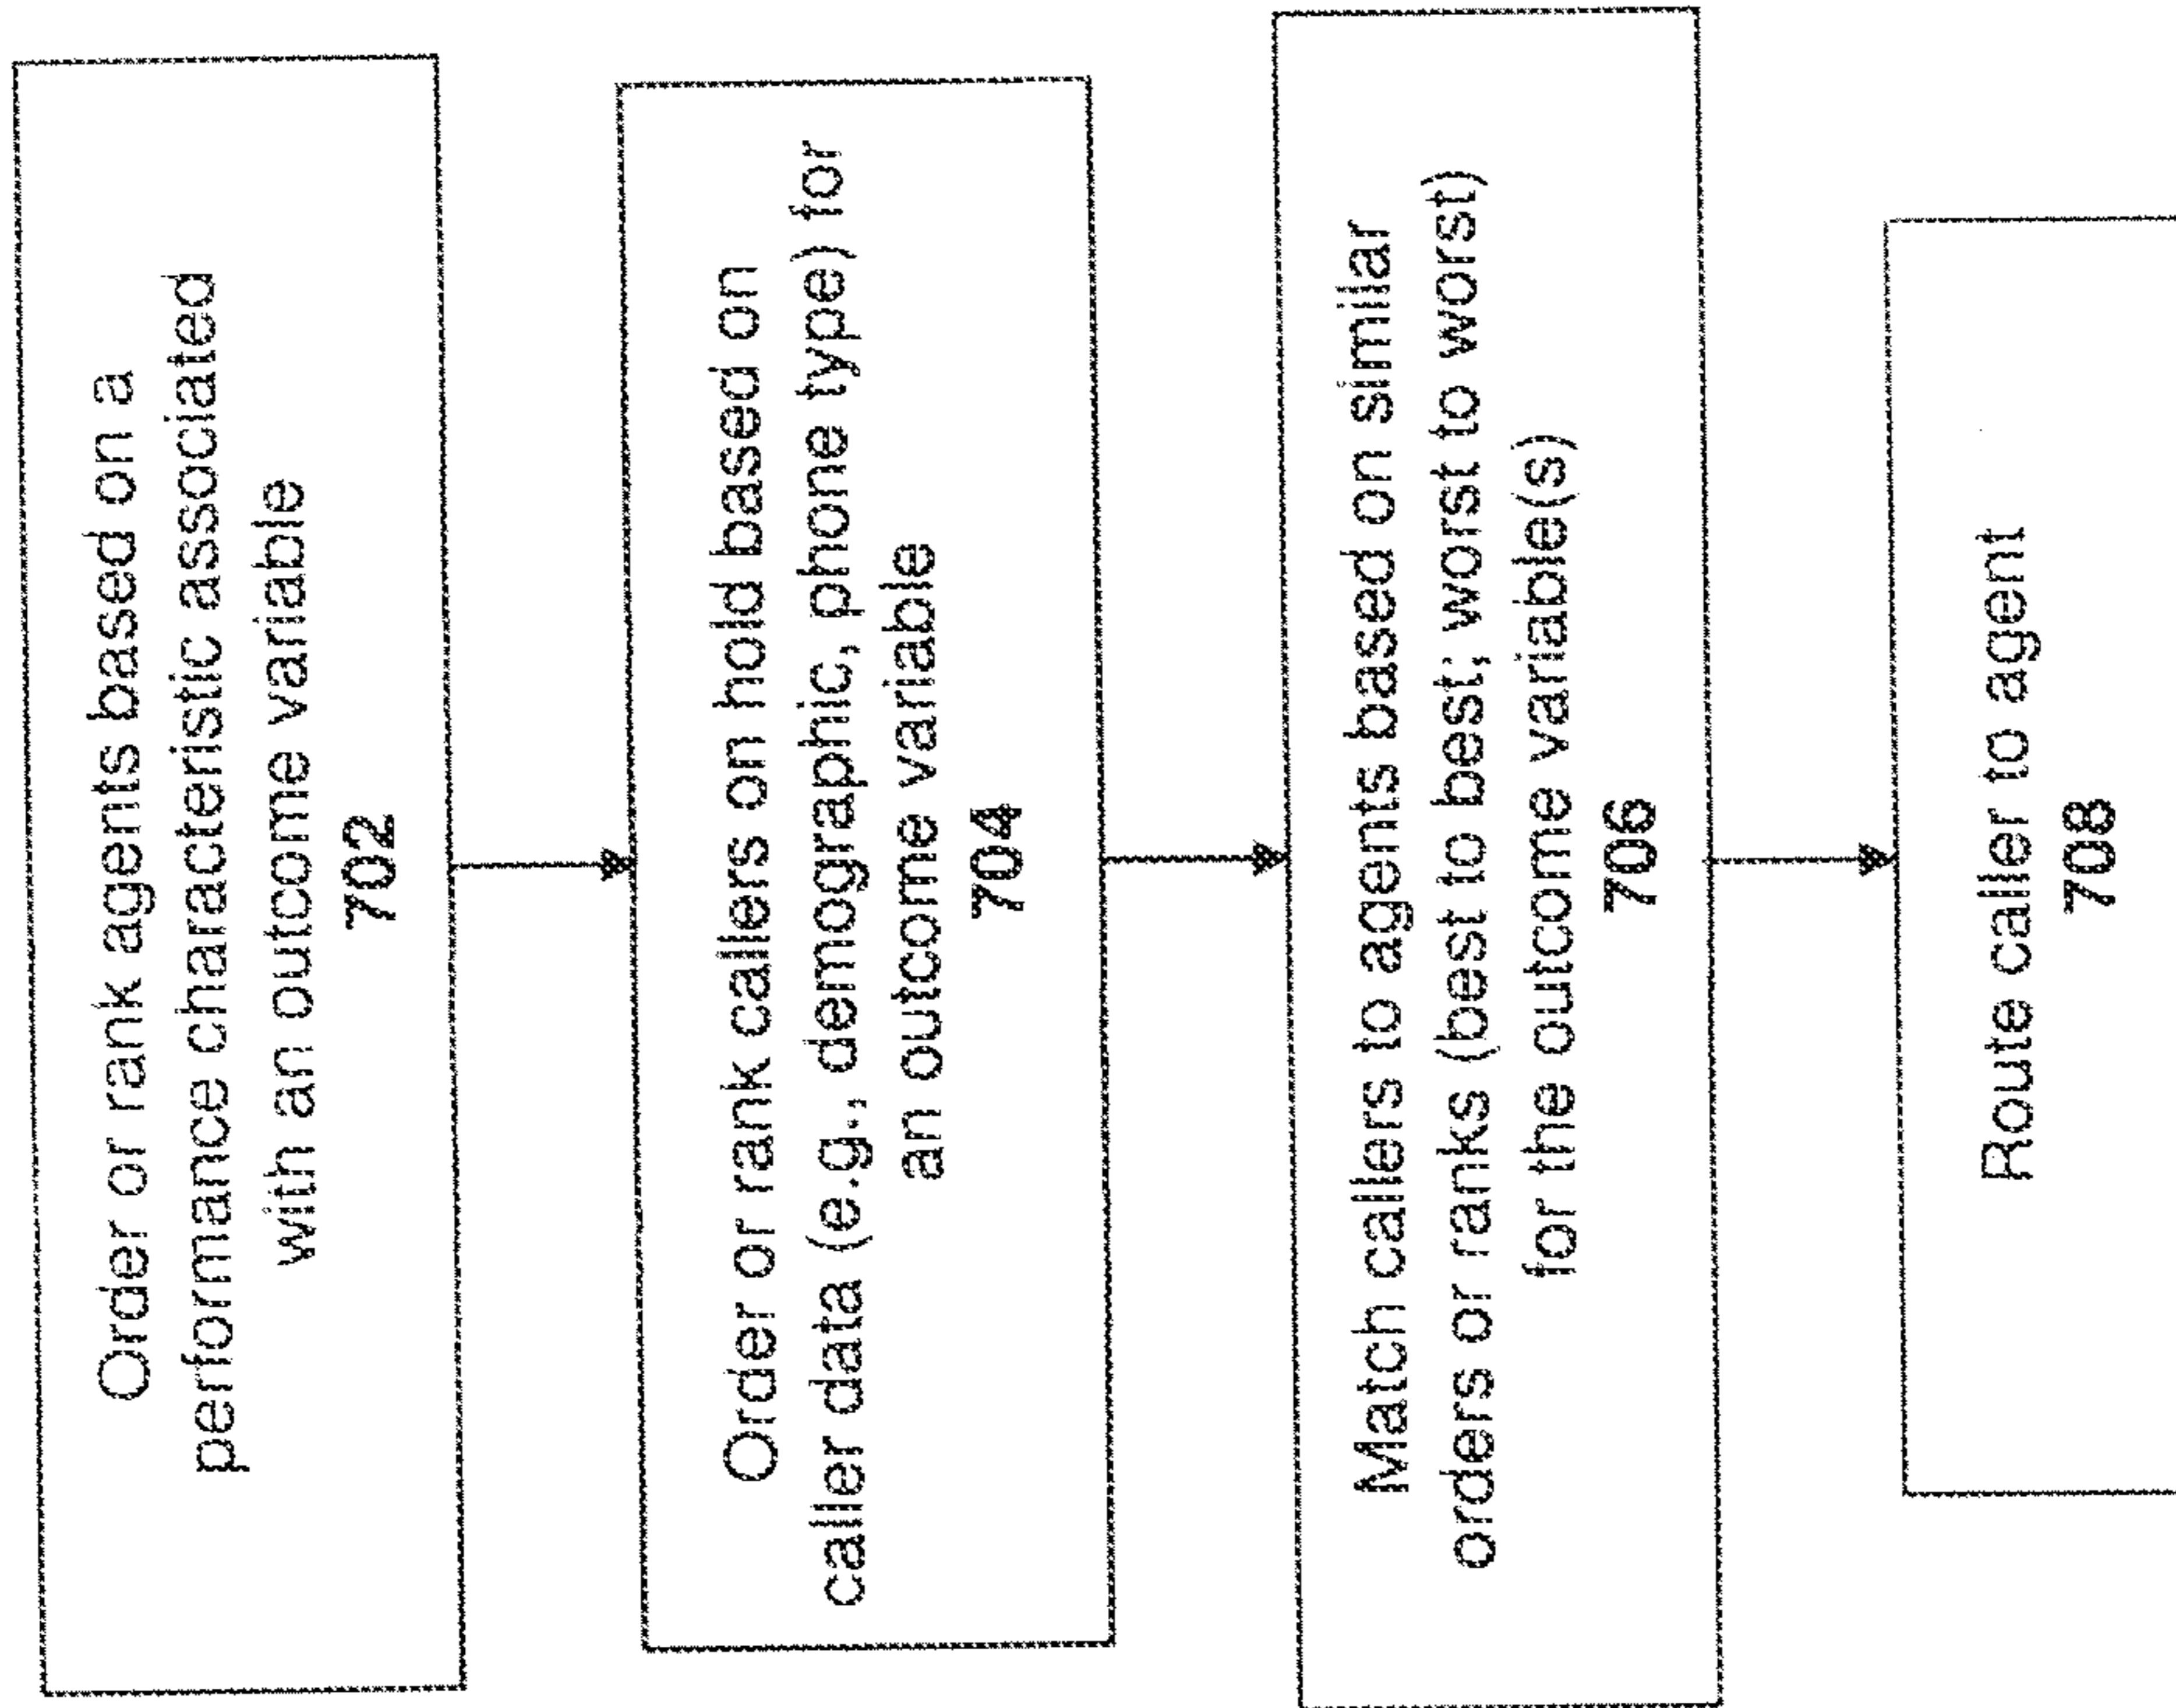 Order or rank agents based on a
performance characteristic associated
with an outcome variable
702
Order or rank callers on hold based on
caller data (e.g., demographic, phone type) for
an outcome variable
704
Match callers to agents based on similar
orders or ranks (best to best; worst to worst)
for the outcome variable(s)
706
Route caller to agent
708